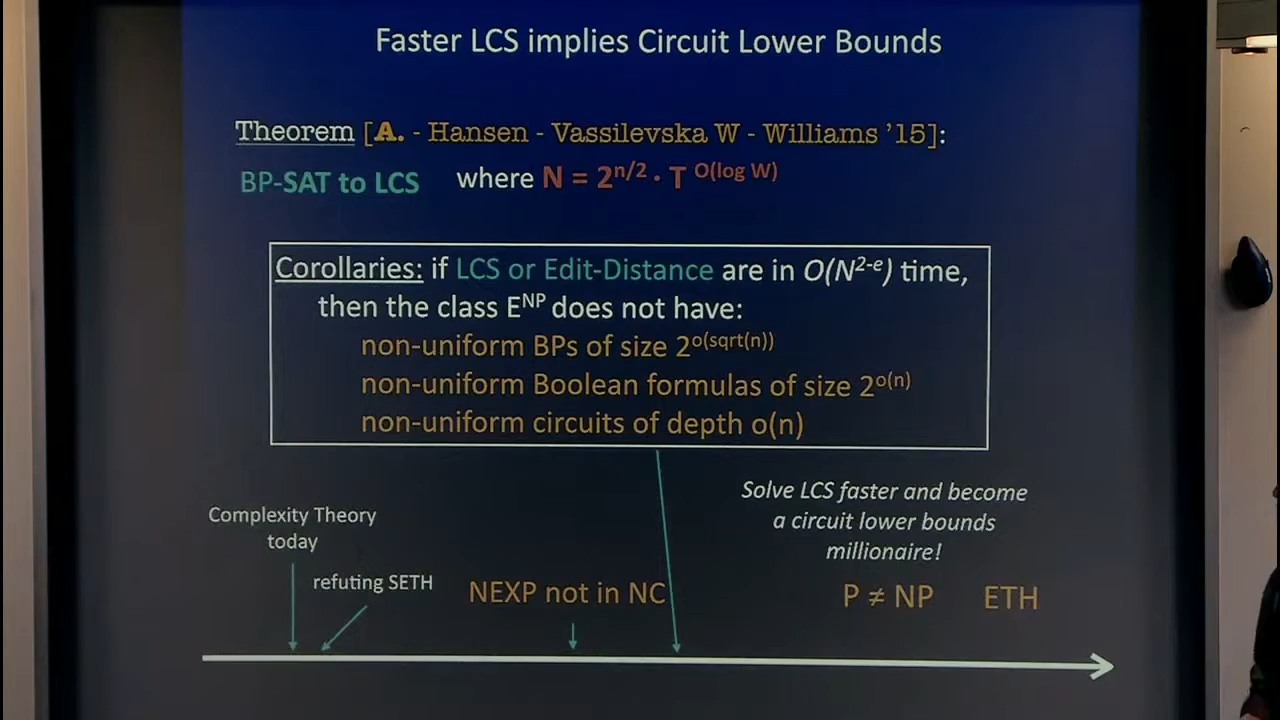 Faster LCS implies Circuit Lower Bounds
Theorem [A. - Hansen - Vassilevska W - Williams ’15]:
BP-SAT to LCS where N = 2^{n/2} · T^{O(log W)}
Corollaries: if LCS or Edit-Distance are in O(N^{2-e}) time,
then the class E^{NP} does not have:
non-uniform BPs of size 2^{o(sqrt(n))}
non-uniform Boolean formulas of size 2^{o(n)}
non-uniform circuits of depth o(n)
Solve LCS faster and become
a circuit lower bounds
millionaire!
Complexity Theory
today
refuting SETH
NEXP not in NC
P ≠ NP
ETH